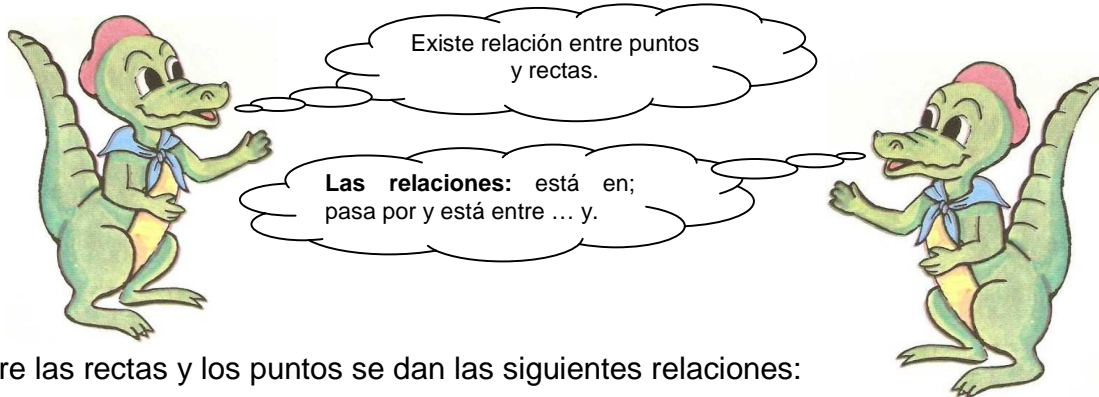 Existe relación entre puntos
y rectas.
Las relaciones: está en;
pasa por y está entre … y.
re las rectas y los puntos se dan las siguientes relaciones: